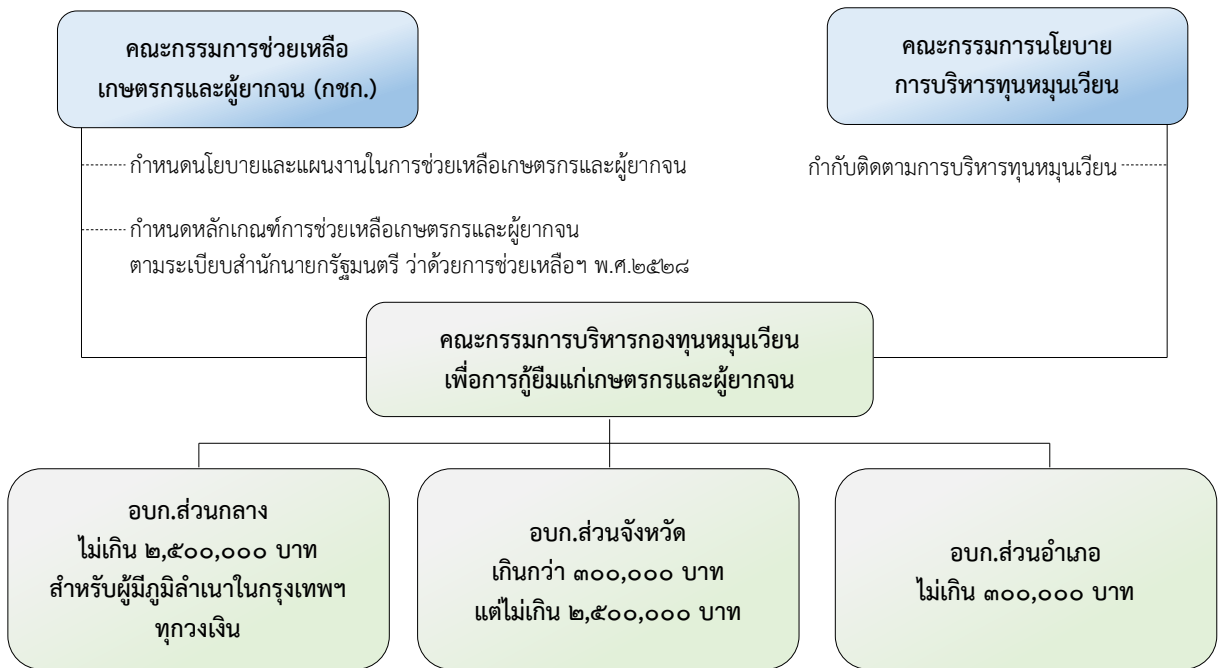 คณะกรรมการช่วยเหลือ
เกษตรกรและผู้ยากจน (กชก.)
คณะกรรมการนโยบาย
การบริหารทุนหมุนเวียน
กำหนดนโยบายและแผนงานในการช่วยเหลือเกษตรกรและผู้ยากจน
กำกับติดตามการบริหารทุนหมุนเวียน
กำหนดหลักเกณฑ์การช่วยเหลือเกษตรกรและผู้ยากจน
ตามระเบียบสำนักนายกรัฐมนตรี ว่าด้วยการช่วยเหลือฯ พ.ศ.๒๕๒๘
คณะกรรมการบริหารกองทุนหมุนเวียน
เพื่อการกู้ยืมแก่เกษตรกรและผู้ยากจน
อบก.ส่วนกลาง
ไม่เกิน ๒,๕๐๐,๐๐๐ บาท
สำหรับผู้มีภูมิลำเนาในกรุงเทพฯ
ทุกวงเงิน
อบก.ส่วนจังหวัด
เกินกว่า ๓๐๐,๐๐๐ บาท
แต่ไม่เกิน ๒,๕๐๐,๐๐๐ บาท
อบก.ส่วนอำเภอ
ไม่เกิน ๓๐๐,๐๐๐ บาท